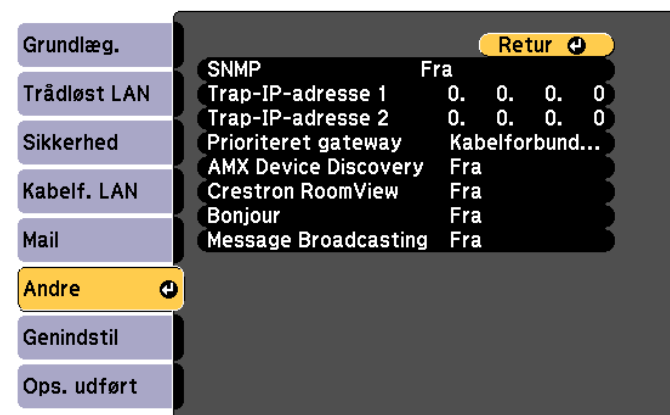 Grundlæg.
Trådløst LAN
Sikkerhed
Kabelf. LAN
Mail
Andre
Genindstil
Ops. udført
Retur
SNMP Fra
Trap-IP-adresse 1 0. 0. 0. 0
Trap-IP-adresse 2 0. 0. 0. 0
Prioriteret gateway Kabelforbund...
AMX Device Discovery Fra
Crestron RoomView Fra
Bonjour Fra
Message Broadcasting Fra